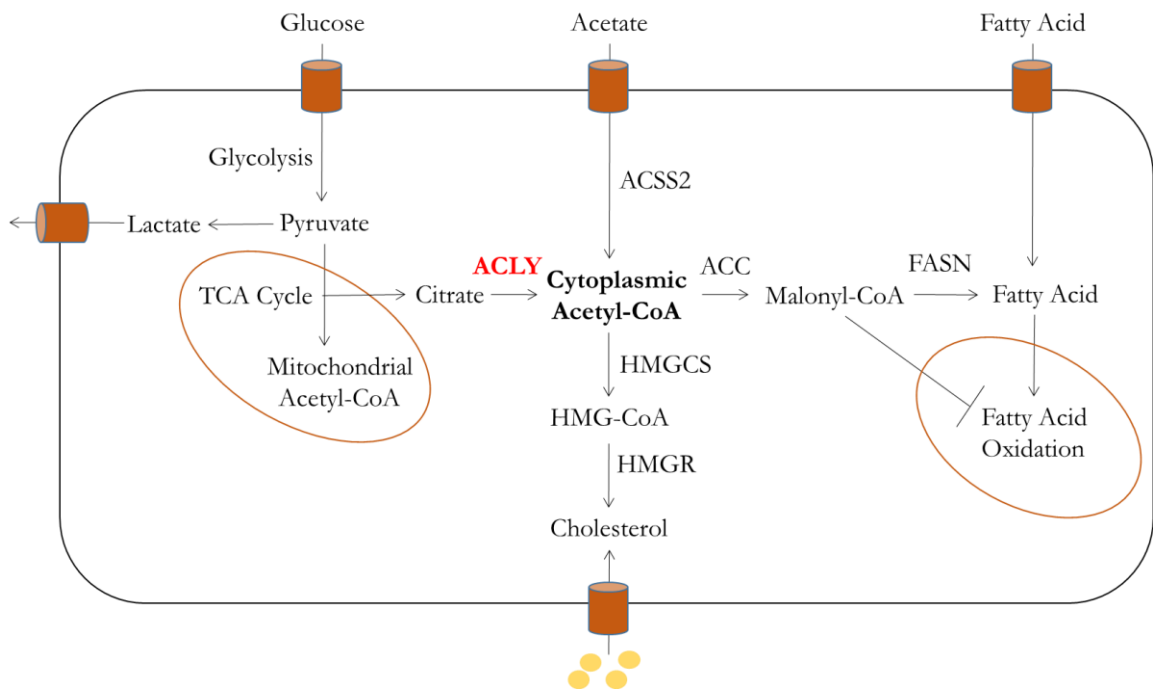 Glucose
Acetate
Fatty Acid
Glycolysis
ACSS2
Lactate
Pyruvate
ACLY
Cytoplasmic
Acetyl-CoA
ACC
FASN
TCA Cycle
Citrate
Malonyl-CoA
Fatty Acid
Mitochondrial
Acetyl-CoA
HMGCS
HMG-CoA
Fatty Acid
Oxidation
HMGR
Cholesterol